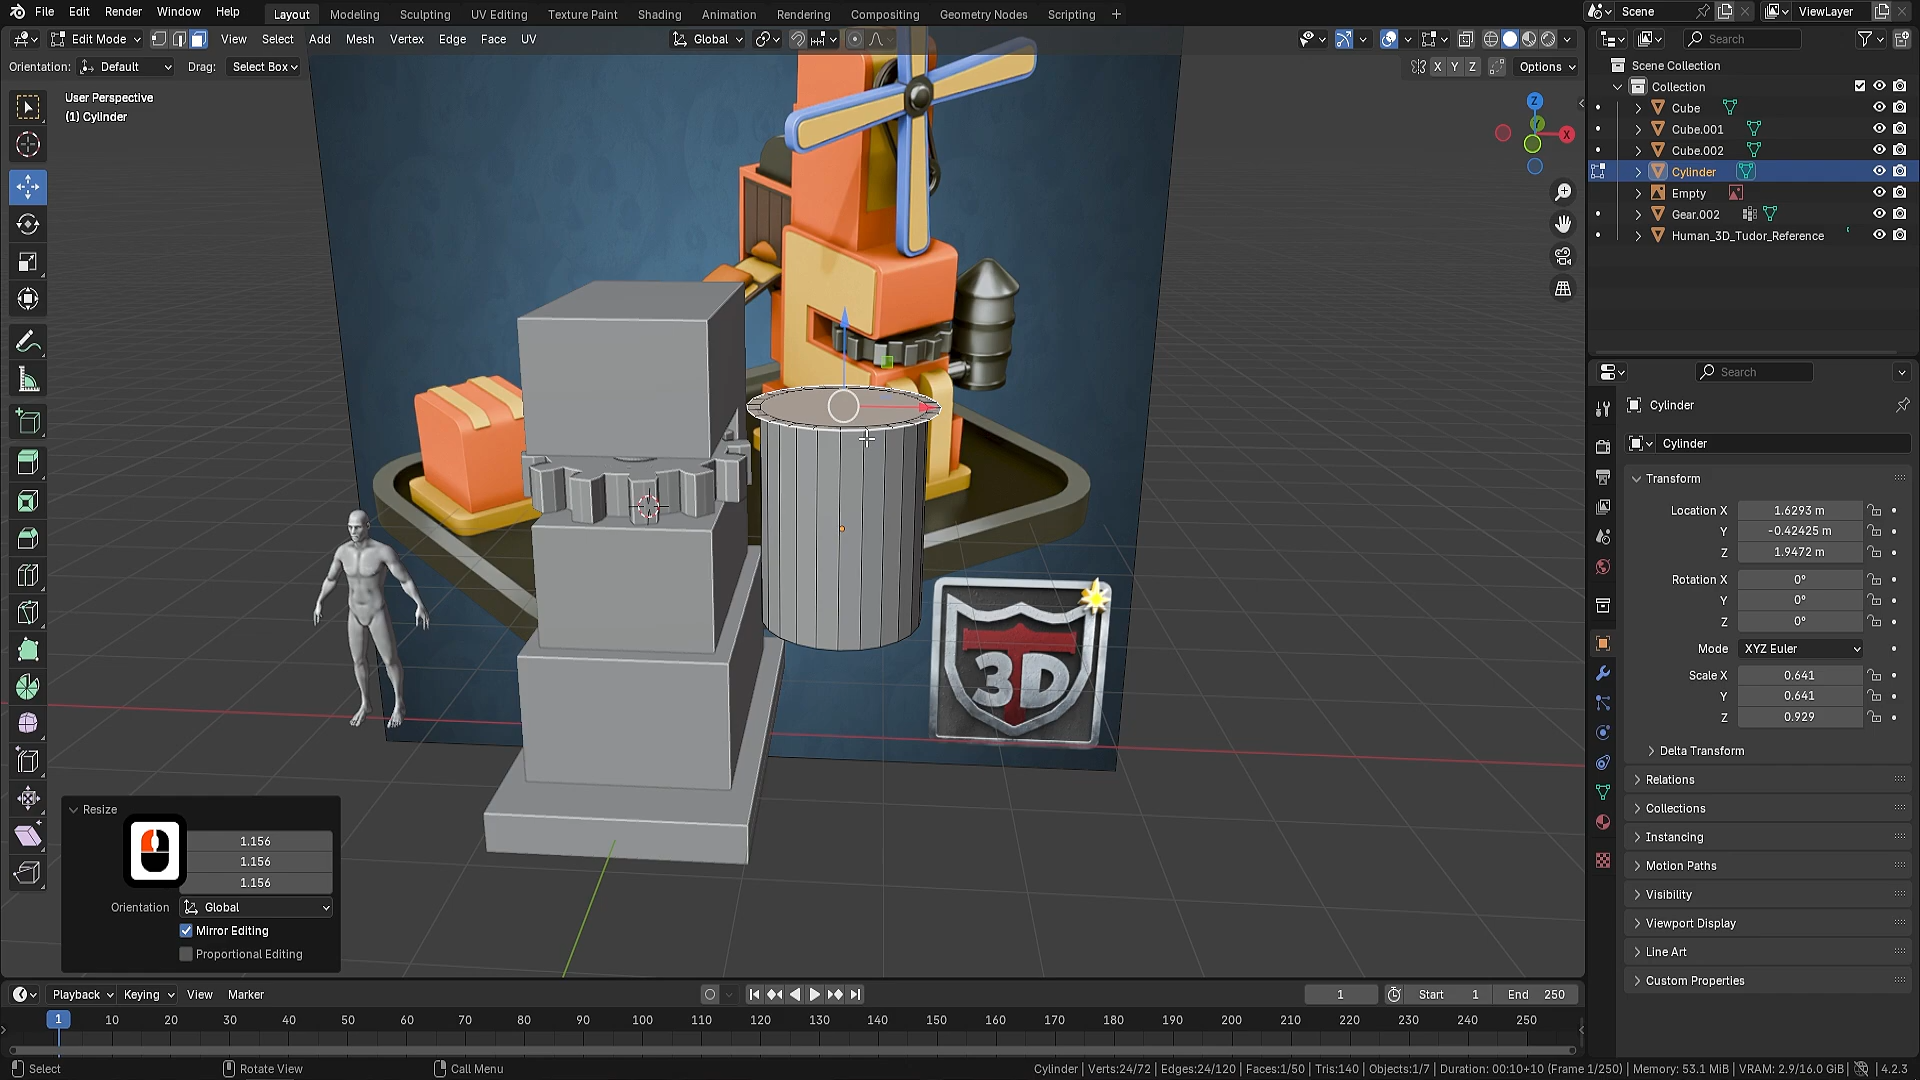 File Edit Render Window Help
Layout Modeling Sculpting UV Editing Texture Paint Shading Animation Rendering Compositing Geometry Nodes Scripting +
Scene ViewLayer
Edit Mode View Select Add Mesh Vertex Edge Face UV Global Search
Orientation: Default Drag: Select Box X Y Z Options
User Perspective
(1) Cylinder
Z
Y
X
Scene Collection
Collection
Cube
Cube.001
Cube.002
Cylinder
Empty
Gear.002
Human_3D_Tudor_Reference
Search
Cylinder
Cylinder
Transform
Location X 1.6293 m
Y -0.42425 m
Z 1.9472 m
Rotation X 0°
Y 0°
Z 0°
Mode XYZ Euler
Scale X 0.641
Y 0.641
Z 0.929
Delta Transform
Relations
Collections
Instancing
Motion Paths
Visibility
Viewport Display
Line Art
Custom Properties
3D
Resize
1.156
1.156
1.156
Orientation Global
Mirror Editing
Proportional Editing
Playback Keying View Marker 1 Start 1 End 250
1 10 20 30 40 50 60 70 80 90 100 110 120 130 140 150 160 170 180 190 200 210 220 230 240 250
Select Rotate View Call Menu Cylinder | Verts:24/72 | Edges:24/120 | Faces:1/50 | Tris:140 | Objects:1/7 | Duration: 00:10+10 (Frame 1/250) | Memory: 53.1 MiB | VRAM: 2.9/16.0 GiB | 4.2.3